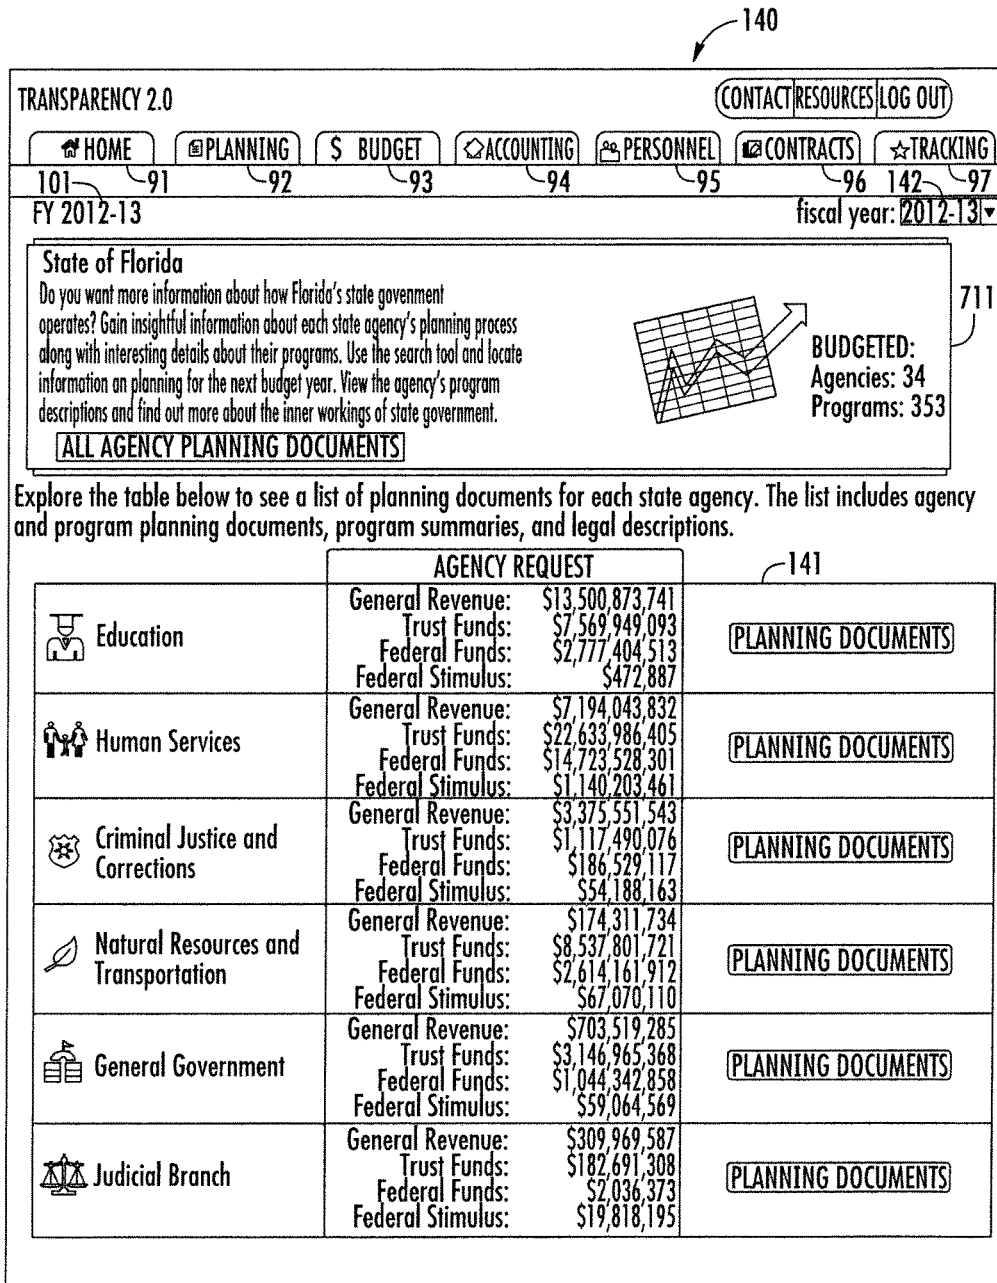 140
TRANSPARENCY 2.0
CONTACT RESOURCES LOG OUT
HOME PLANNING $ BUDGET ACCOUNTING PERSONNEL CONTRACTS TRACKING
101 91 92 93 94 95 96 142 97
FY 2012-13 fiscal year: 2012-13
State of Florida
Do you want more information about how Florida's state govenment
operates? Gain insightful information about each state agency's planning process
along with interesting details about their programs. Use the search tool and locate
information an planning for the next budget year. View the agency's program
descriptions and find out more about the inner workings of state government.
ALL AGENCY PLANNING DOCUMENTS
BUDGETED:
Agencies: 34
Programs: 353
711
Explore the table below to see a list of planning documents for each state agency. The list includes agency
and program planning documents, program summaries, and legal descriptions.
AGENCY REQUEST
141
Education
General Revenue: $13,500,873,741
Trust Funds: $7,569,949,093
Federal Funds: $2,777,404,513
Federal Stimulus: $472,887
PLANNING DOCUMENTS
Human Services
General Revenue: $7,194,043,832
Trust Funds: $22,633,986,405
Federal Funds: $14,723,528,301
Federal Stimulus: $1,140,203,461
PLANNING DOCUMENTS
Criminal Justice and
Corrections
General Revenue: $3,375,551,543
Trust Funds: $1,117,490,076
Federal Funds: $186,529,117
Federal Stimulus: $54,188,163
PLANNING DOCUMENTS
Natural Resources and
Transportation
General Revenue: $174,311,734
Trust Funds: $8,537,801,721
Federal Funds: $2,614,161,912
Federal Stimulus: $67,070,110
PLANNING DOCUMENTS
General Government
General Revenue: $703,519,285
Trust Funds: $3,146,965,368
Federal Funds: $1,044,342,858
Federal Stimulus: $59,064,569
PLANNING DOCUMENTS
Judicial Branch
General Revenue: $309,969,587
Trust Funds: $182,691,308
Federal Funds: $2,036,373
Federal Stimulus: $19,818,195
PLANNING DOCUMENTS